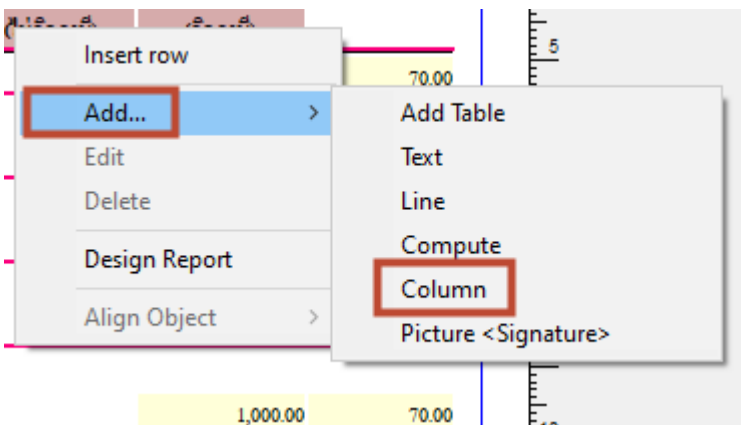 Insert row
5
70.00
Add... >
Add Table
Edit
Text
Delete
Line
Compute
Design Report
Column
Align Object >
Picture <Signature>
1,000.00 70.00